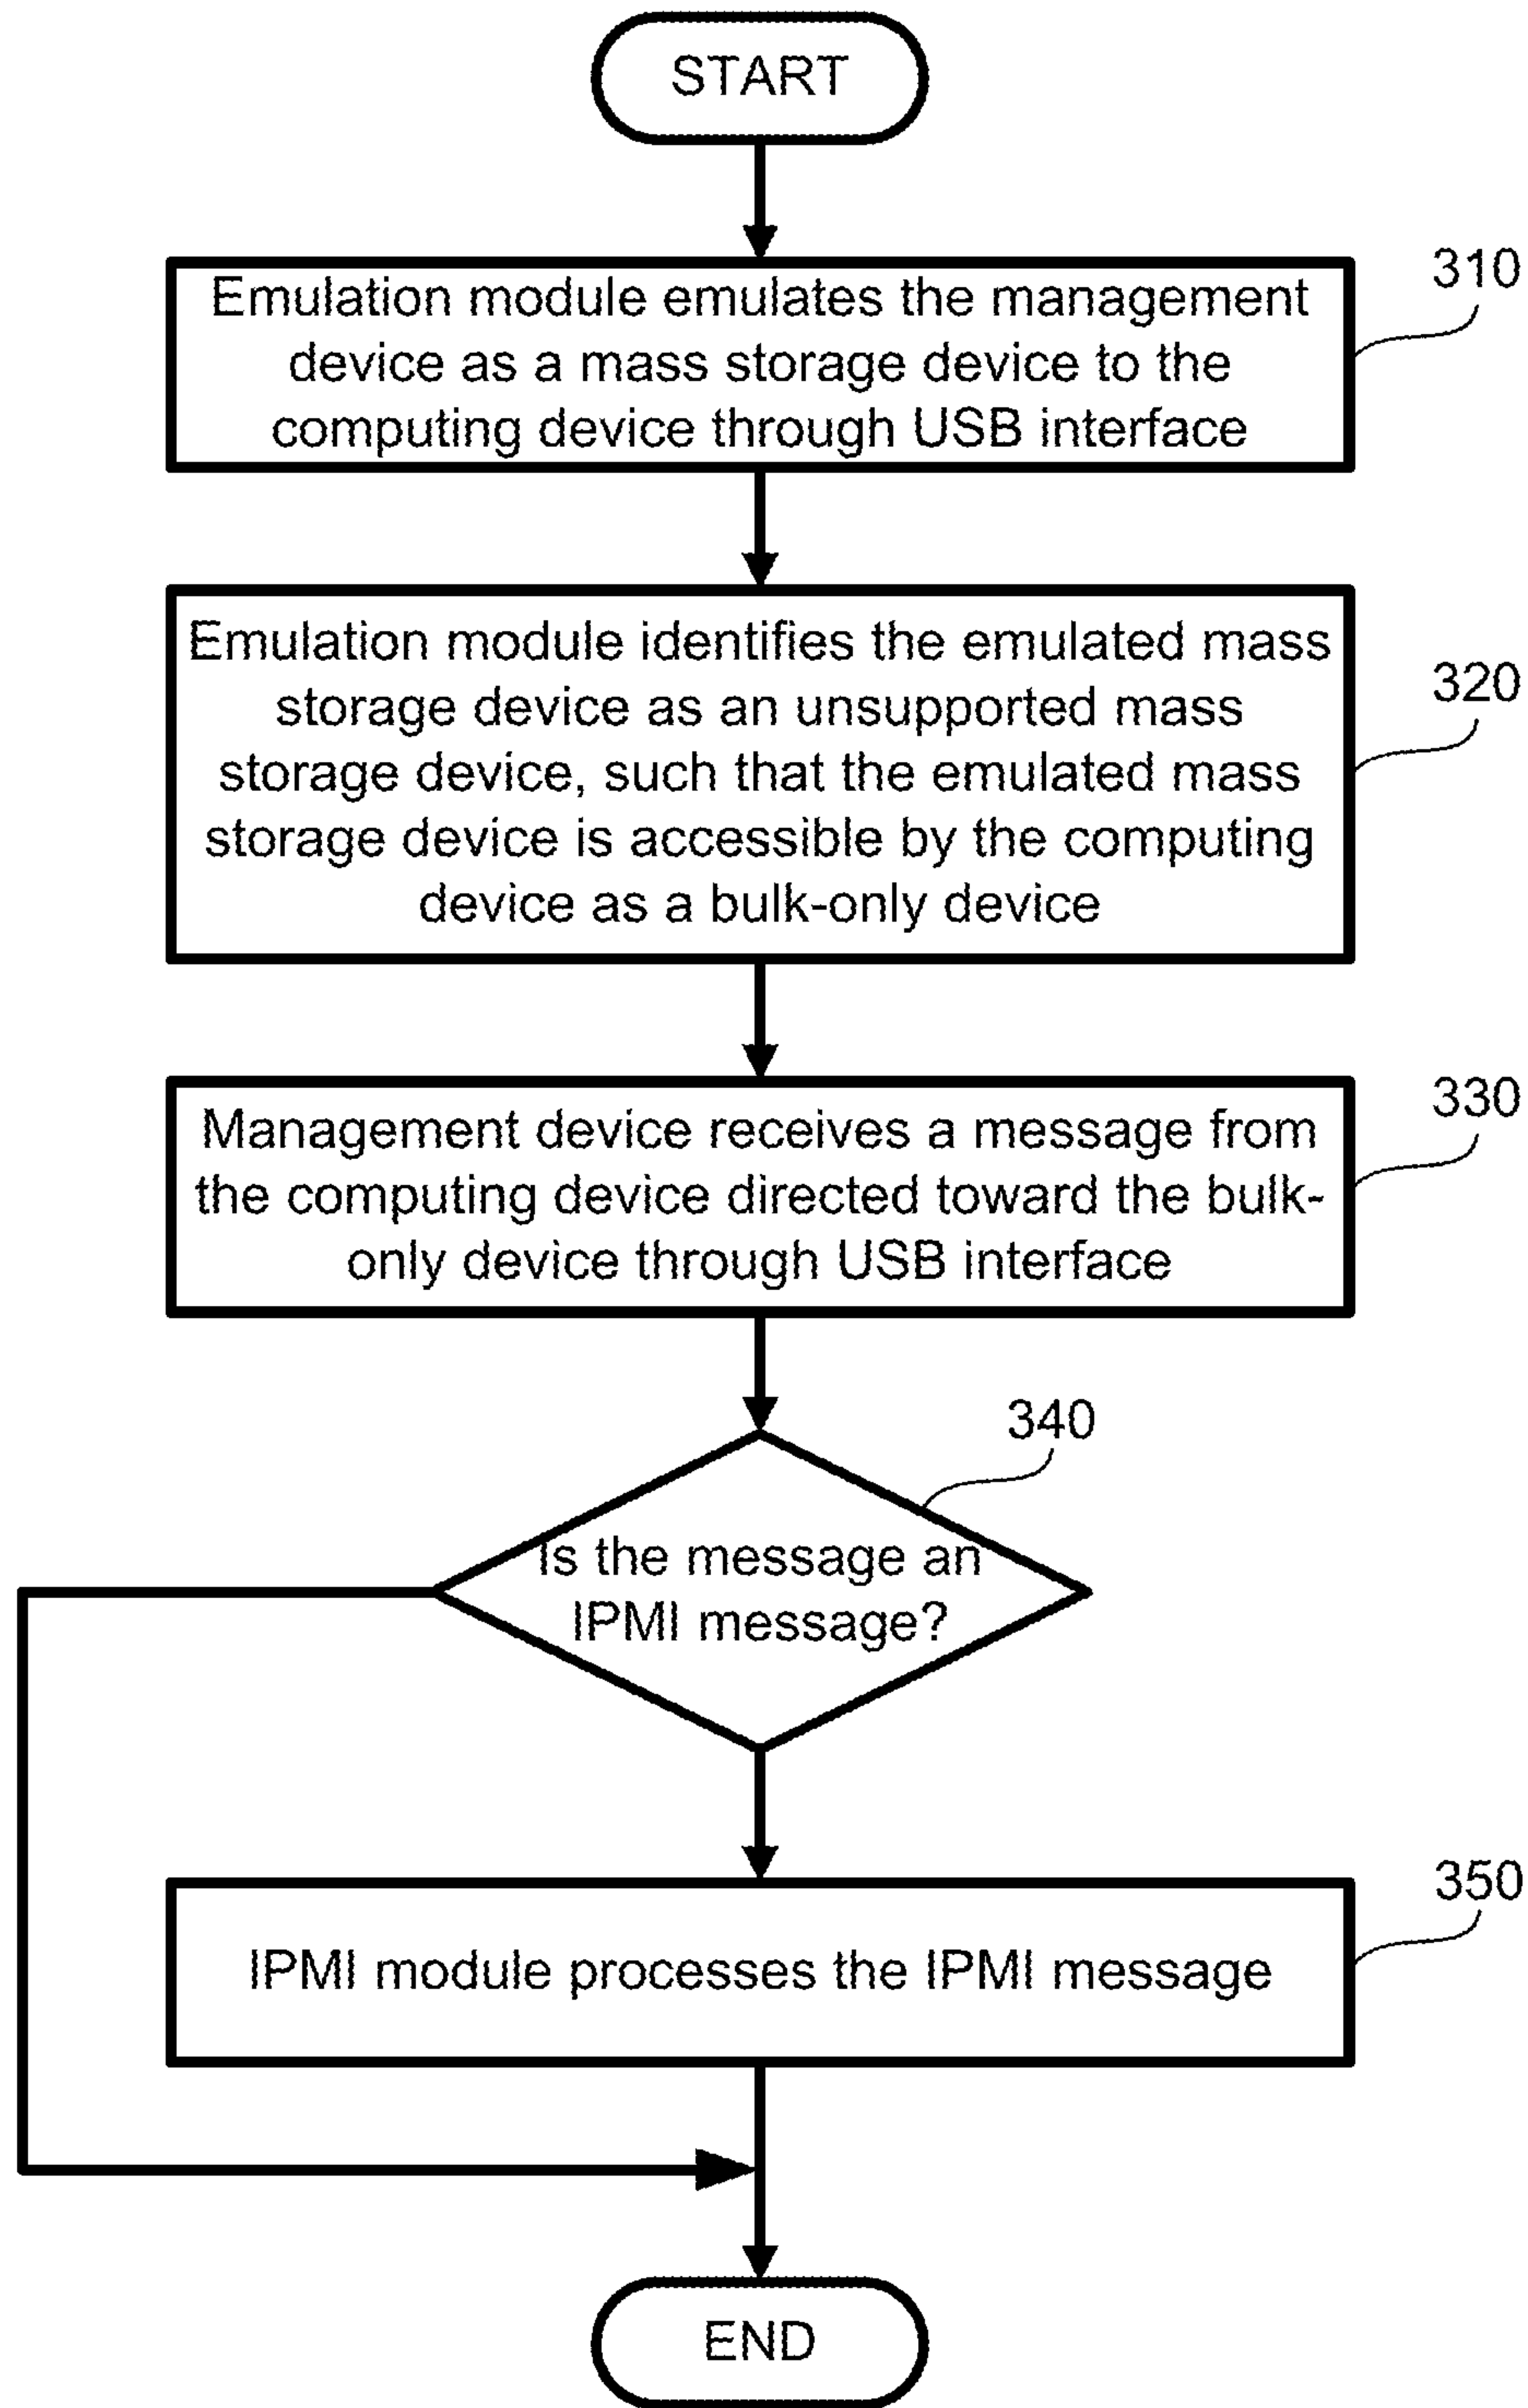 START
310
Emulation module emulates the management
device as a mass storage device to the
computing device through USB interface
320
Emulation module identifies the emulated mass
storage device as an unsupported mass
storage device, such that the emulated mass
storage device is accessible by the computing
device as a bulk-only device
330
Management device receives a message from
the computing device directed toward the bulk-
only device through USB interface
340
Is the message an
IPMI message?
350
IPMI module processes the IPMI message
END